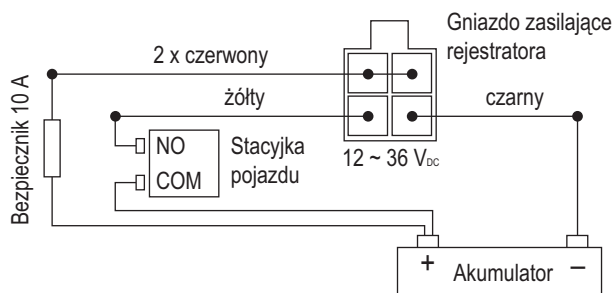 Gniazdo zasilające
rejestratora
2 x czerwony
żółty
czarny
Bezpiecznik 10 A
NO
COM
Stacyjka
pojazdu
12 ~ 36 VDC
+
Akumulator
–